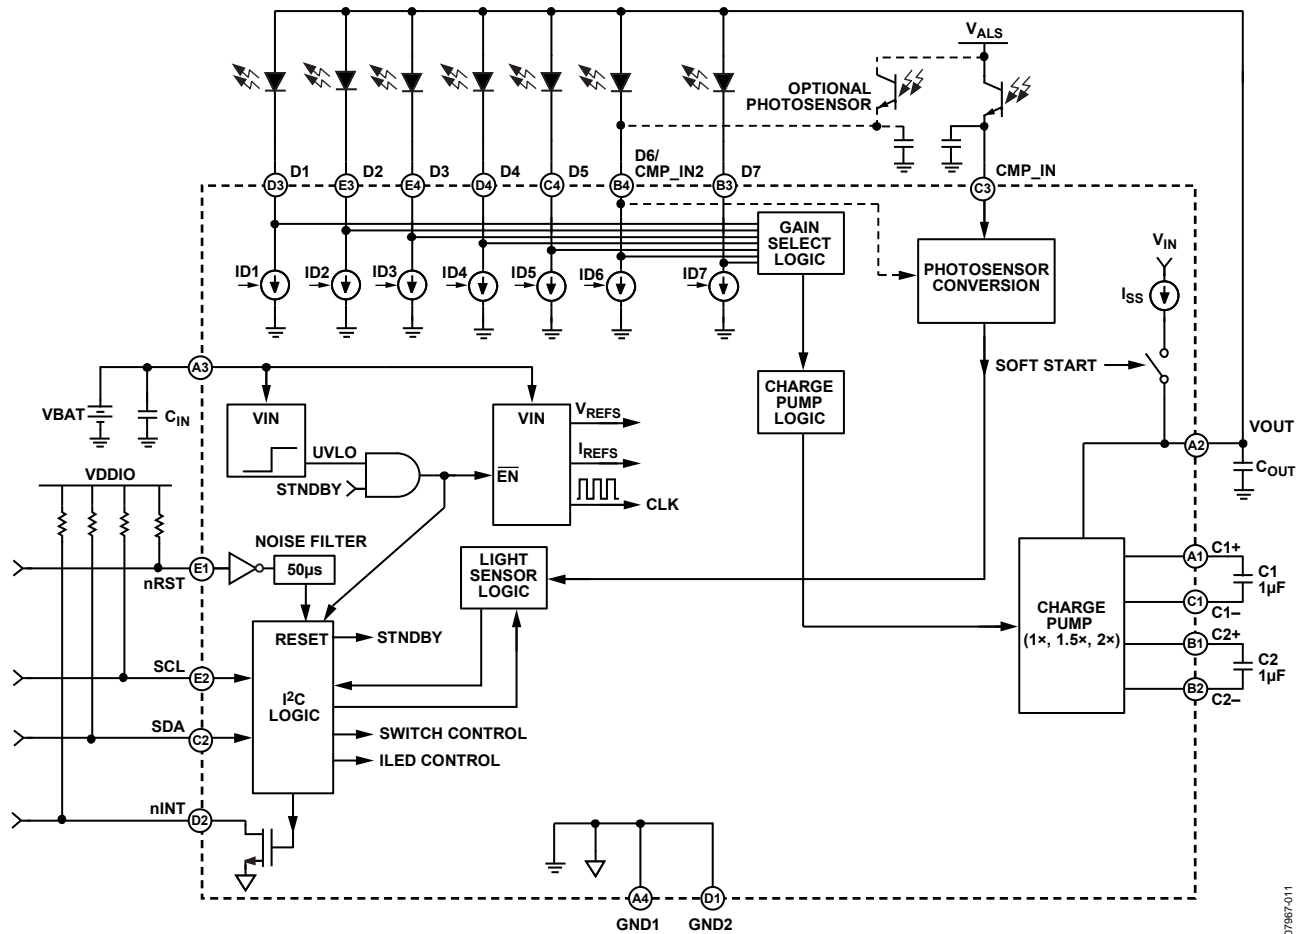 VALS
OPTIONAL
PHOTOSENSOR
D1
D2
D3
D4
D5
D6/
CMP_IN2
D7
CMP_IN
D3
E3
E4
D4
C4
B4
B3
C3
GAIN
SELECT
LOGIC
PHOTOSENSOR
CONVERSION
VIN
ISS
ID1
ID2
ID3
ID4
ID5
ID6
ID7
SOFT START
A3
VBAT
CIN
VIN
UVLO
STNDBY
VIN
EN
VREFS
IREFS
CLK
CHARGE
PUMP
LOGIC
A2
VOUT
COUT
VDDIO
NOISE FILTER
50µs
nRST
E1
LIGHT
SENSOR
LOGIC
RESET
STNDBY
SCL
E2
I2C
LOGIC
SDA
C2
SWITCH CONTROL
ILED CONTROL
nINT
D2
CHARGE
PUMP
(1×, 1.5×, 2×)
A1
C1+
C1
1µF
C1
C1–
B1
C2+
C2
1µF
B2
C2–
A4
D1
GND1
GND2
07967-011